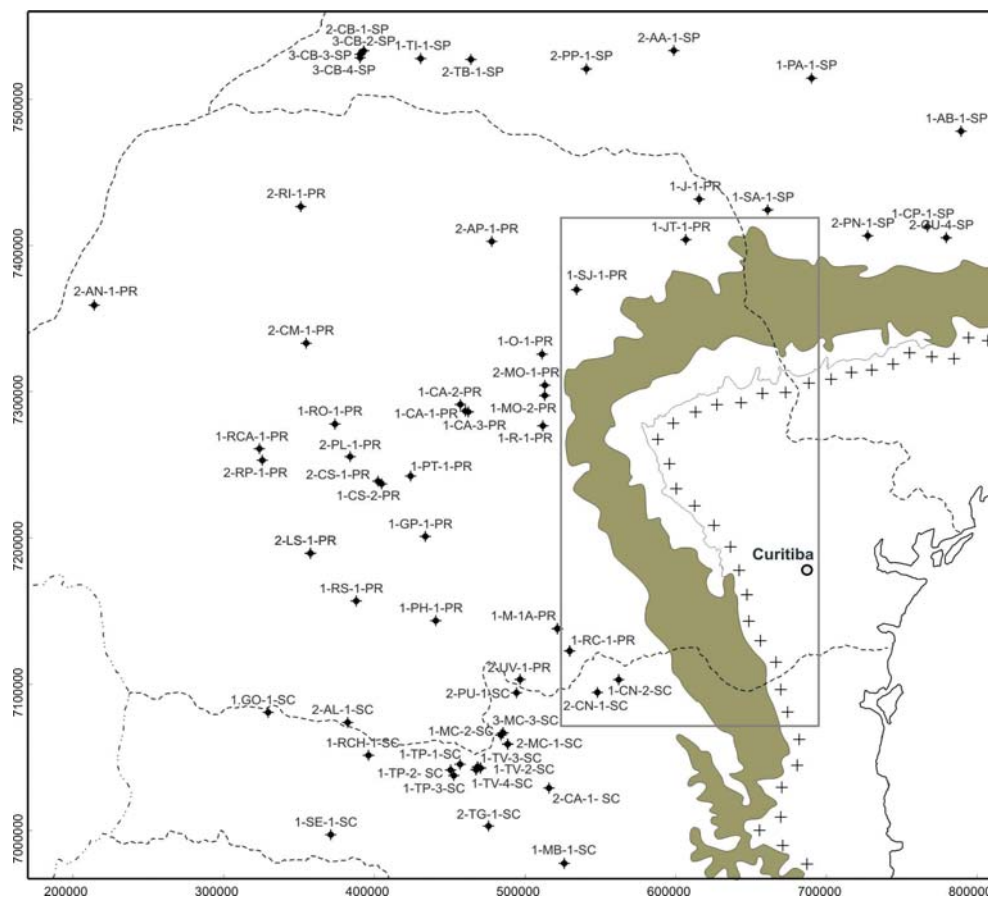 2-CB-1-SP
3-CB-2-SP
1-TI-1-SP
3-CB-3-SP
3-CB-4-SP
2-TB-1-SP
2-PP-1-SP
2-AA-1-SP
1-PA-1-SP
7500000
1-AB-1-SP
2-RI-1-PR
1-J-1-PR
1-SA-1-SP
1-CP-1-SP
2-PN-1-SP
2-GU-4-SP
2-AP-1-PR
1-JT-1-PR
7400000
1-SJ-1-PR
2-AN-1-PR
2-CM-1-PR
1-O-1-PR
2-MO-1-PR
7300000
1-CA-2-PR
1-RO-1-PR
1-CA-1-PR
1-MO-2-PR
1-CA-3-PR
1-R-1-PR
1-RCA-1-PR
2-PL-1-PR
2-RP-1-PR
2-CS-1-PR
1-PT-1-PR
1-CS-2-PR
1-GP-1-PR
7200000
2-LS-1-PR
Curitiba
1-RS-1-PR
1-PH-1-PR
1-M-1A-PR
1-RC-1-PR
2-UV-1-PR
7100000
2-PU-1-SC
1-CN-2-SC
1.GO-1-SC
2-AL-1-SC
2-CN-1-SC
3-MC-3-SC
1-MC-2-SC
1-RCH-1-SC
2-MC-1-SC
1-TP-1-SC
1-TV-3-SC
1-TP-2- SC
1-TV-2-SC
1-TP-3-SC
1-TV-4-SC
2-CA-1- SC
2-TG-1-SC
1-SE-1-SC
7000000
1-MB-1-SC
200000
300000
400000
500000
600000
700000
800000